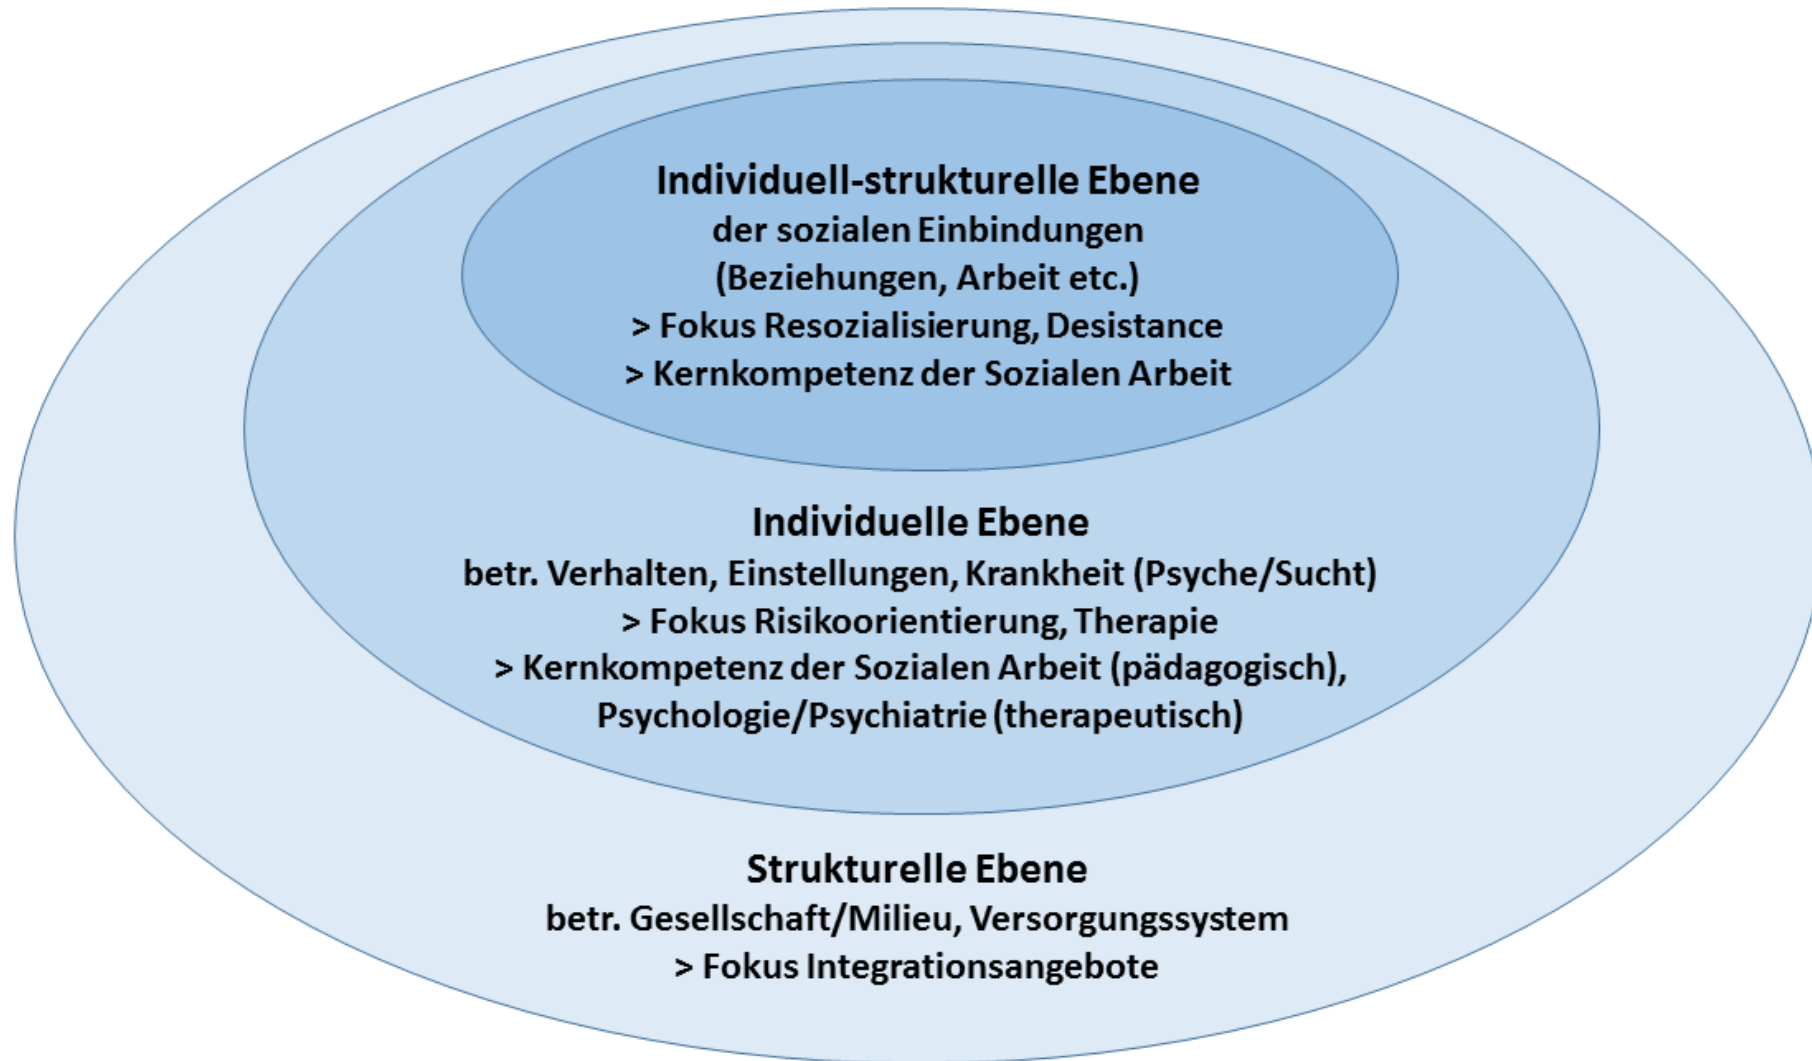 Individuell-strukturelle Ebene
der sozialen Einbindungen
(Beziehungen, Arbeit etc.)
> Fokus Resozialisierung, Desistance
> Kernkompetenz der Sozialen Arbeit
Individuelle Ebene
betr. Verhalten, Einstellungen, Krankheit (Psyche/Sucht)
> Fokus Risikoorientierung, Therapie
> Kernkompetenz der Sozialen Arbeit (pädagogisch),
Psychologie/Psychiatrie (therapeutisch)
Strukturelle Ebene
betr. Gesellschaft/Milieu, Versorgungssystem
> Fokus Integrationsangebote